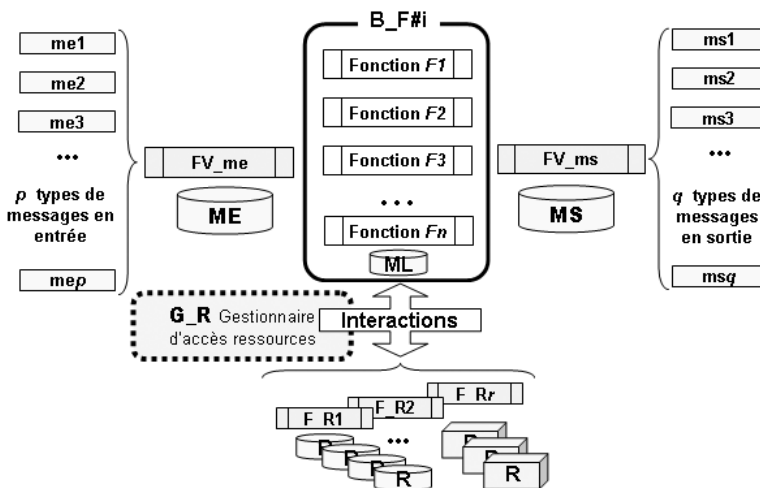 B_F#i
me1
me2
me3
...
p types de
messages en
entrée
mep
FV_me
ME
Fonction F1
Fonction F2
Fonction F3
...
Fonction Fn
ML
FV_ms
MS
ms1
ms2
ms3
...
q types de
messages
en sortie
msq
G_R Gestionnaire
d'accès ressources
Interactions
F_R1
F_R2
F_Rr
...
R
R
R
R
R
R
R